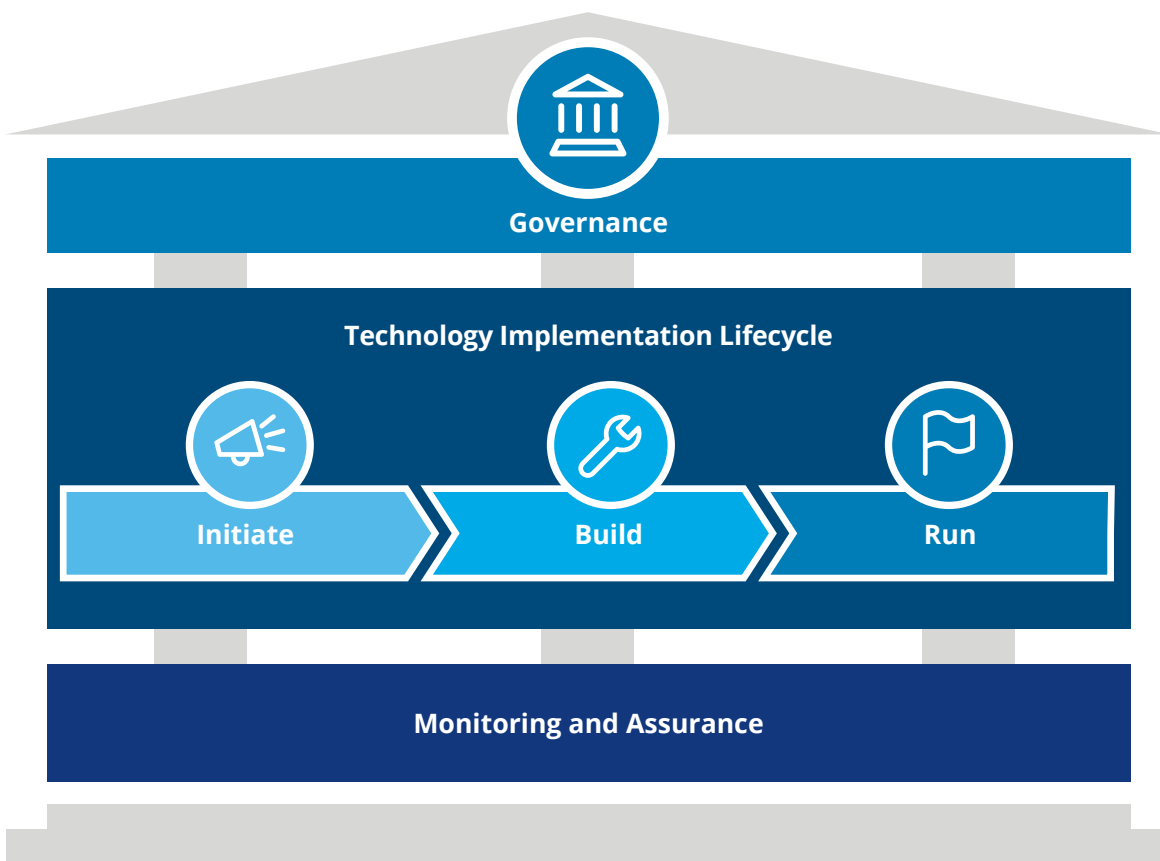 Governance
Technology Implementation Lifecycle
Initiate
Build
Run
Monitoring and Assurance